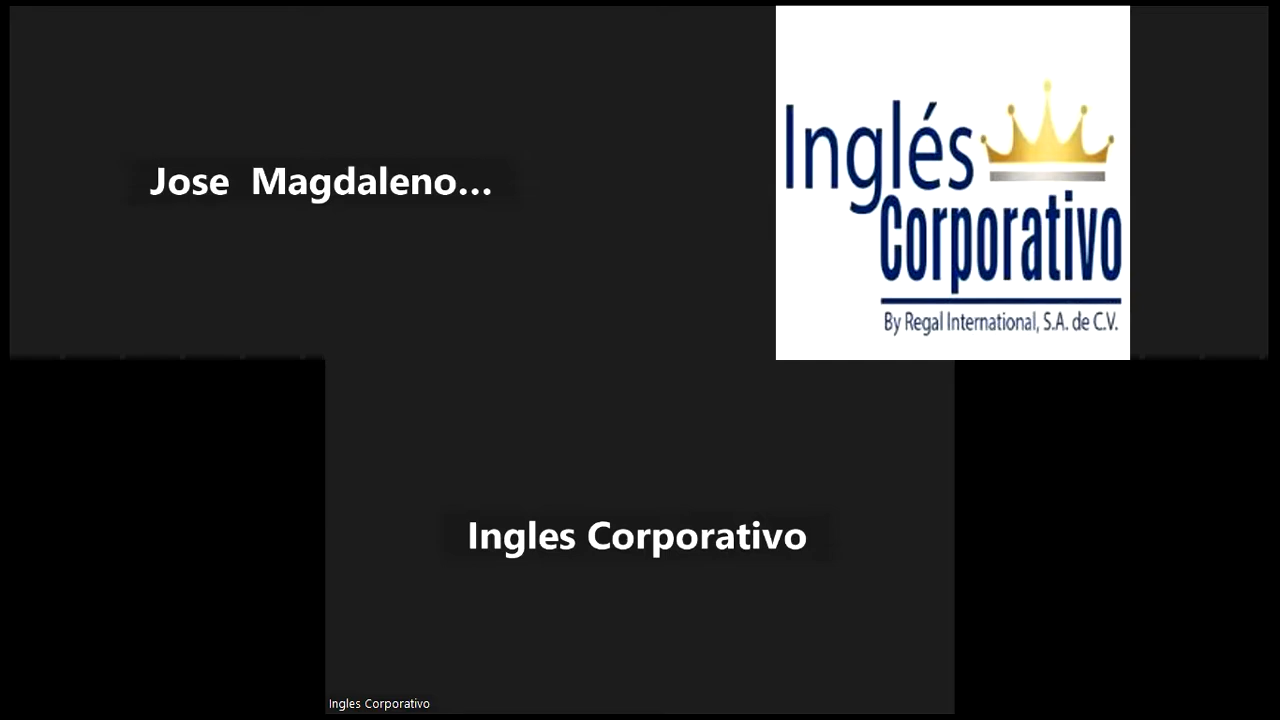 Jose  Magdaleno...
Inglés
Corporativo
By Regal International, S.A. de C.V.
Ingles Corporativo
Ingles Corporativo